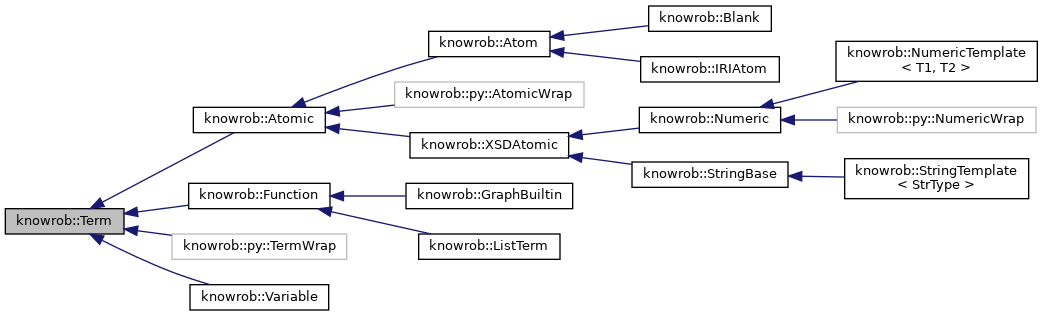 knowrob::Blank
knowrob::Atom
knowrob::NumericTemplate
< T1, T2 >
knowrob::IRIAtom
knowrob::py::AtomicWrap
knowrob::Atomic
knowrob::Numeric
knowrob::py::NumericWrap
knowrob::XSDAtomic
knowrob::StringBase
knowrob::StringTemplate
< StrType >
knowrob::Function
knowrob::GraphBuiltin
knowrob::Term
knowrob::py::TermWrap
knowrob::ListTerm
knowrob::Variable